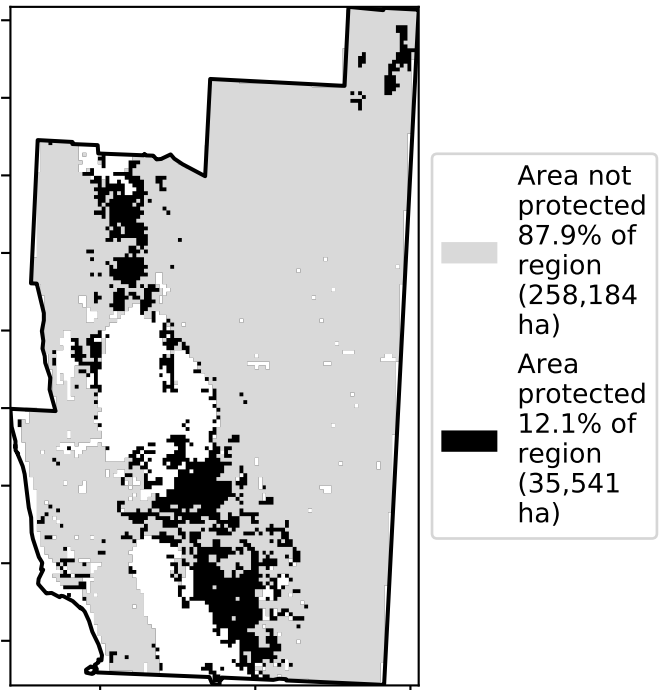 Area not
protected
87.9% of
region
(258,184
ha)
Area
protected
12.1% of
region
(35,541
ha)